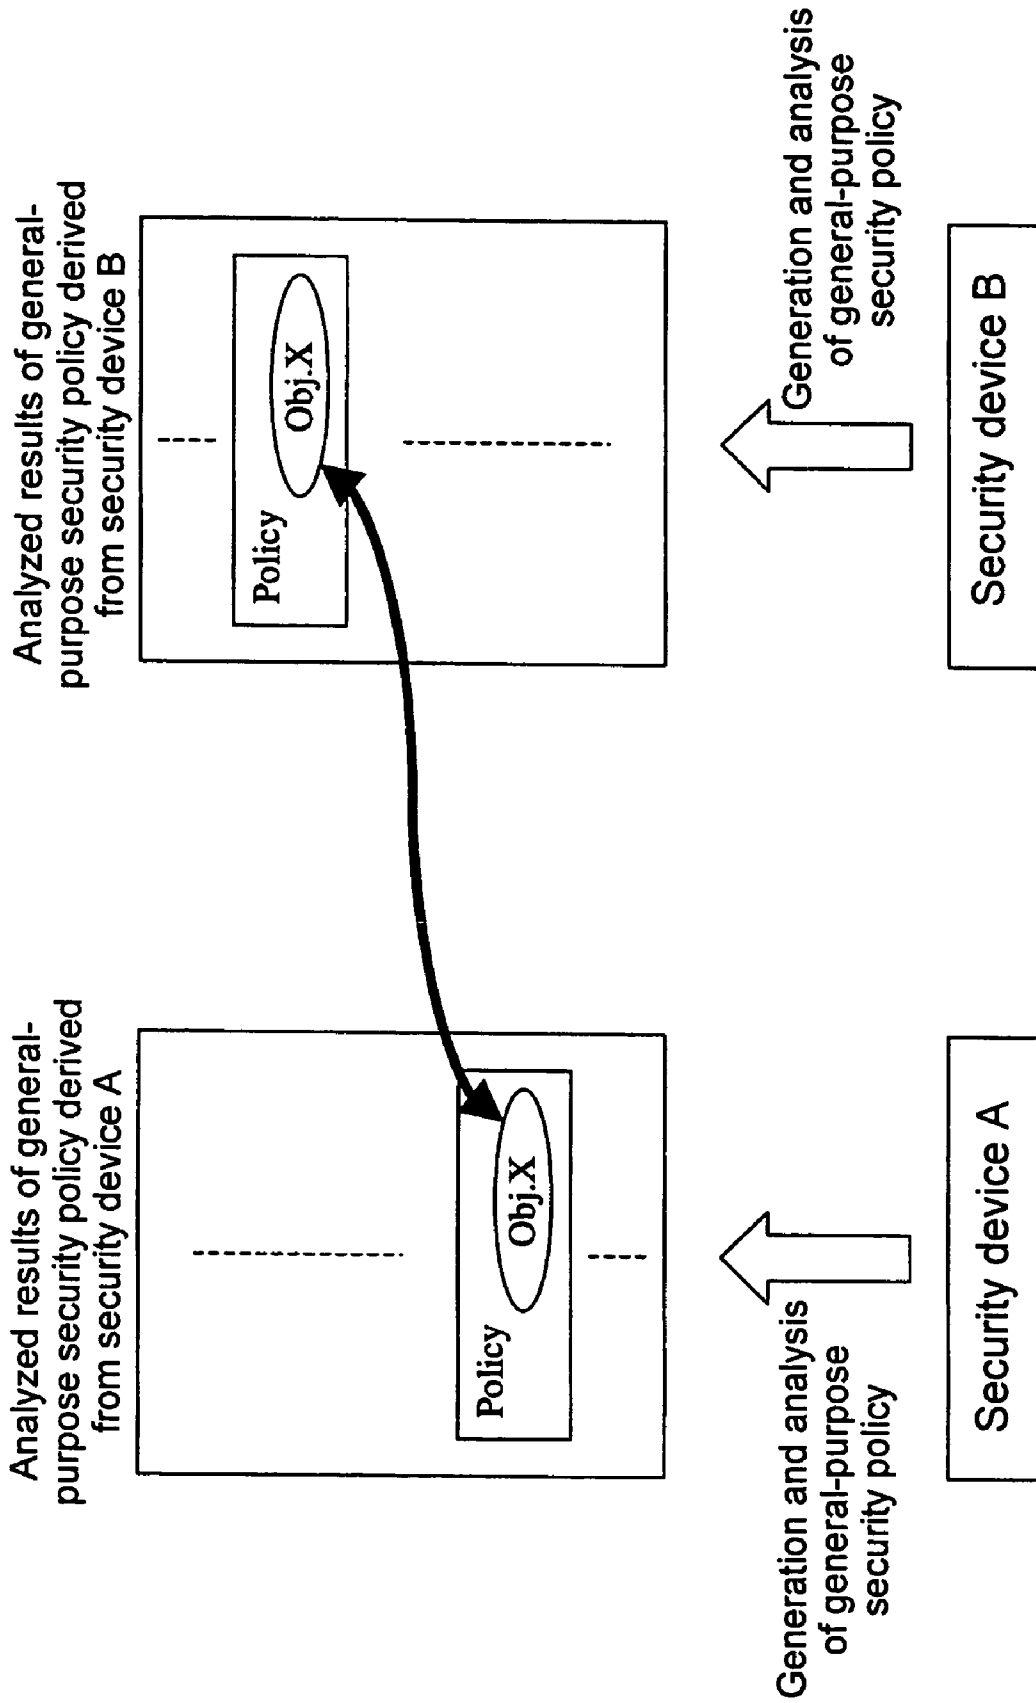 Analyzed results of general-
purpose security policy derived
from security device A
Policy
Obj.X
Generation and analysis
of general-purpose
security policy
Security device A
Analyzed results of general-
purpose security policy derived
from security device B
Policy
Obj.X
Generation and analysis
of general-purpose
security policy
Security device B